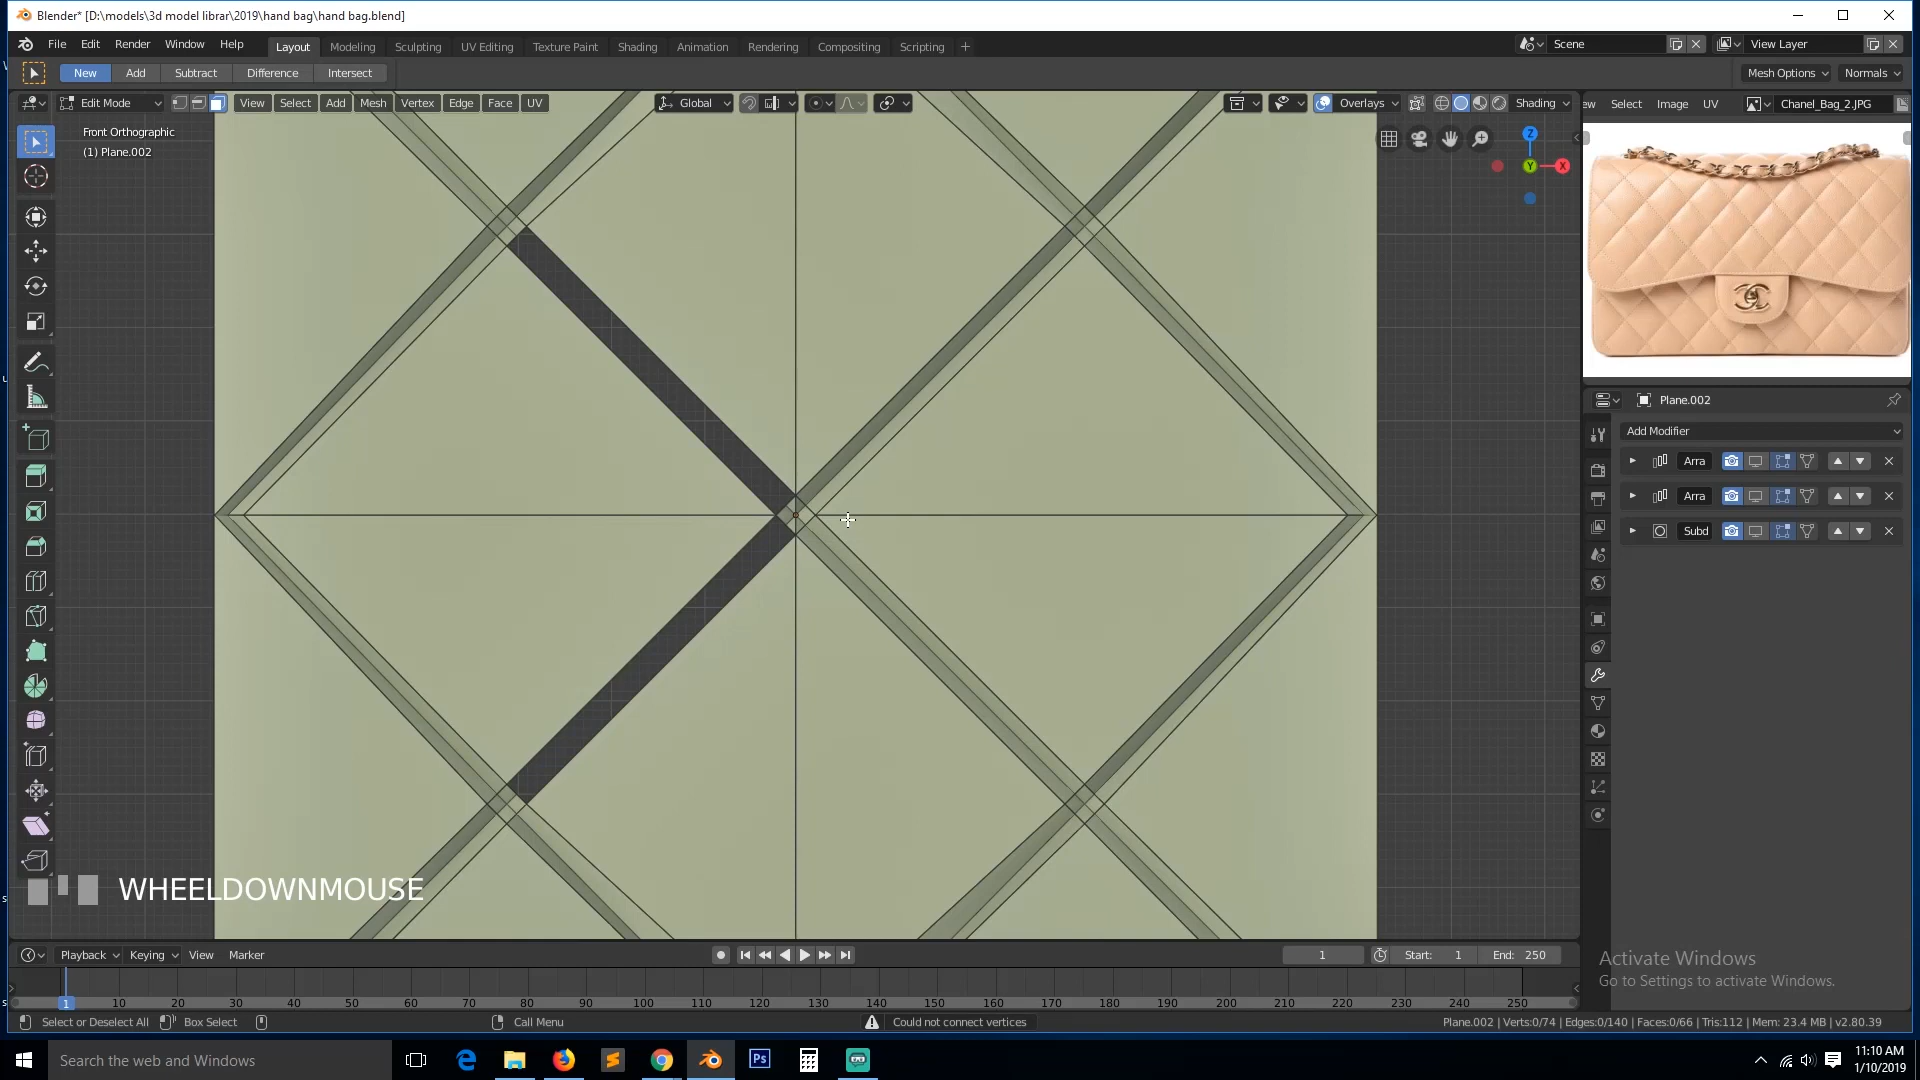 Blender* [D:\models\3d model librar\2019\hand bag\hand bag.blend]
File Edit Render Window Help Layout Modeling Sculpting UV Editing Texture Paint Shading Animation Rendering Compositing Scripting + Scene View Layer
New Add Subtract Difference Intersect Mesh Options Normals
Edit Mode View Select Add Mesh Vertex Edge Face UV Global Overlays Shading ew Select Image UV Chanel_Bag_2.JPG
Front Orthographic
(1) Plane.002
Z
Y
X
Plane.002
Add Modifier
Arra
Arra
Subd
WHEELDOWNMOUSE
Playback Keying View Marker 1 Start: 1 End: 250
Activate Windows
Go to Settings to activate Windows.
1 10 20 30 40 50 60 70 80 90 100 110 120 130 140 150 160 170 180 190 200 210 220 230 240 250
Select or Deselect All Box Select Call Menu Could not connect vertices Plane.002 | Verts:0/74 | Edges:0/140 | Faces:0/66 | Tris:112 | Mem: 23.4 MB | v2.80.39
Search the web and Windows
Ps
11:10 AM
1/10/2019